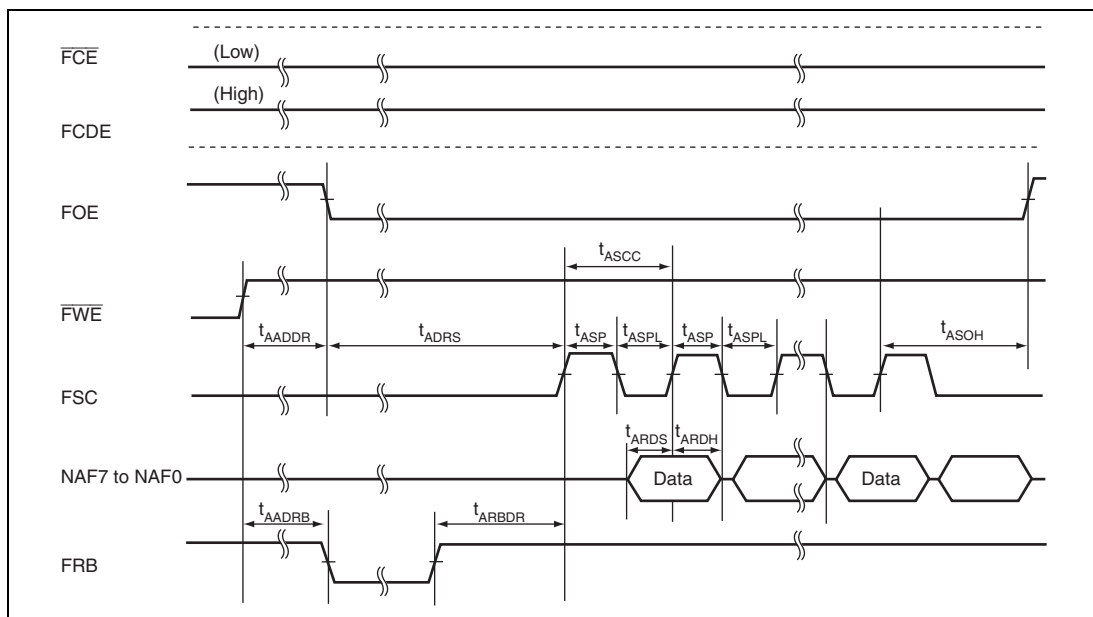 FCE (Low)
FCDE (High)
FOE
tASCC
FWE
tAADDR tADRS tASP tASPL tASP tASPL tASOH
FSC
tARDS tARDH
NAF7 to NAF0 Data Data
tAADRB tARBDR
FRB